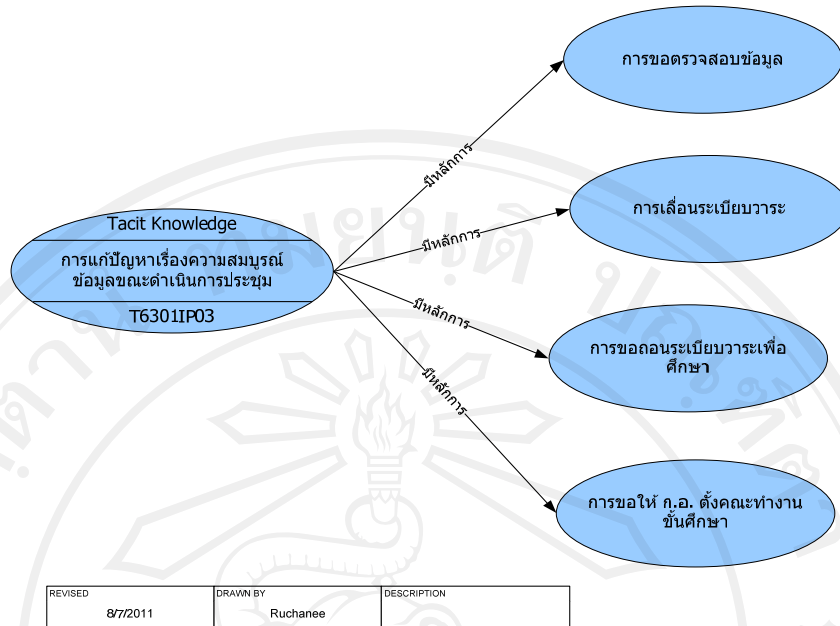 การขอตรวจสอบข้อมูล
มีหลักการ
การเลื่อนระเบียบวาระ
มีหลักการ
Tacit Knowledge
การแก้ปัญหาเรื่องความสมบูรณ์
ข้อมูลขณะดำเนินการประชุม
T6301IP03
มีหลักการ
การขอถอนระเบียบวาระเพื่อ
ศึกษา
มีหลักการ
การขอให้ ก.อ. ตั้งคณะทำงาน
ขั้นศึกษา
REVISED
8/7/2011
DRAWN BY
Ruchanee
DESCRIPTION